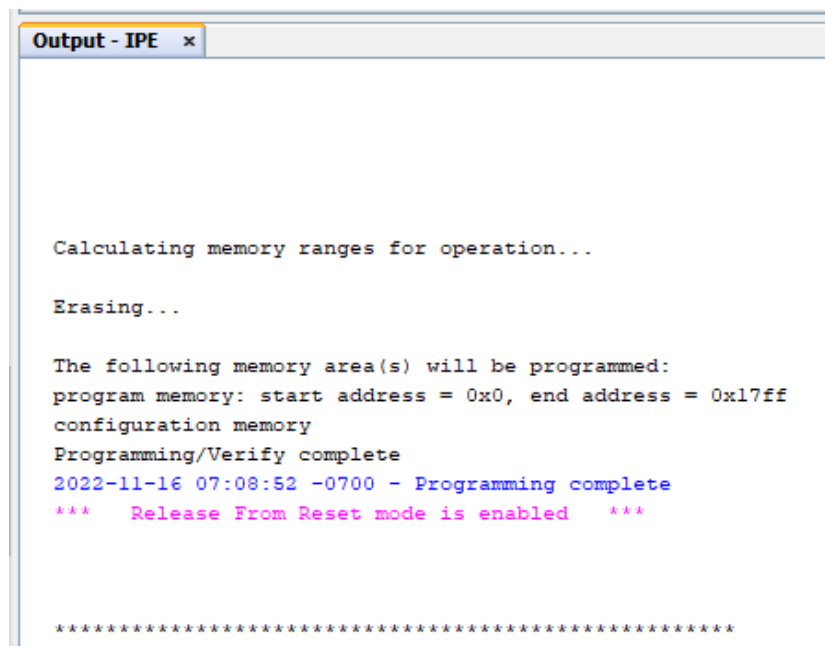 Output - IPE ×
Calculating memory ranges for operation...
Erasing...
The following memory area(s) will be programmed:
program memory: start address = 0x0, end address = 0x17ff
configuration memory
Programming/Verify complete
2022-11-16 07:08:52 -0700 - Programming complete
***   Release From Reset mode is enabled   ***
*****************************************************